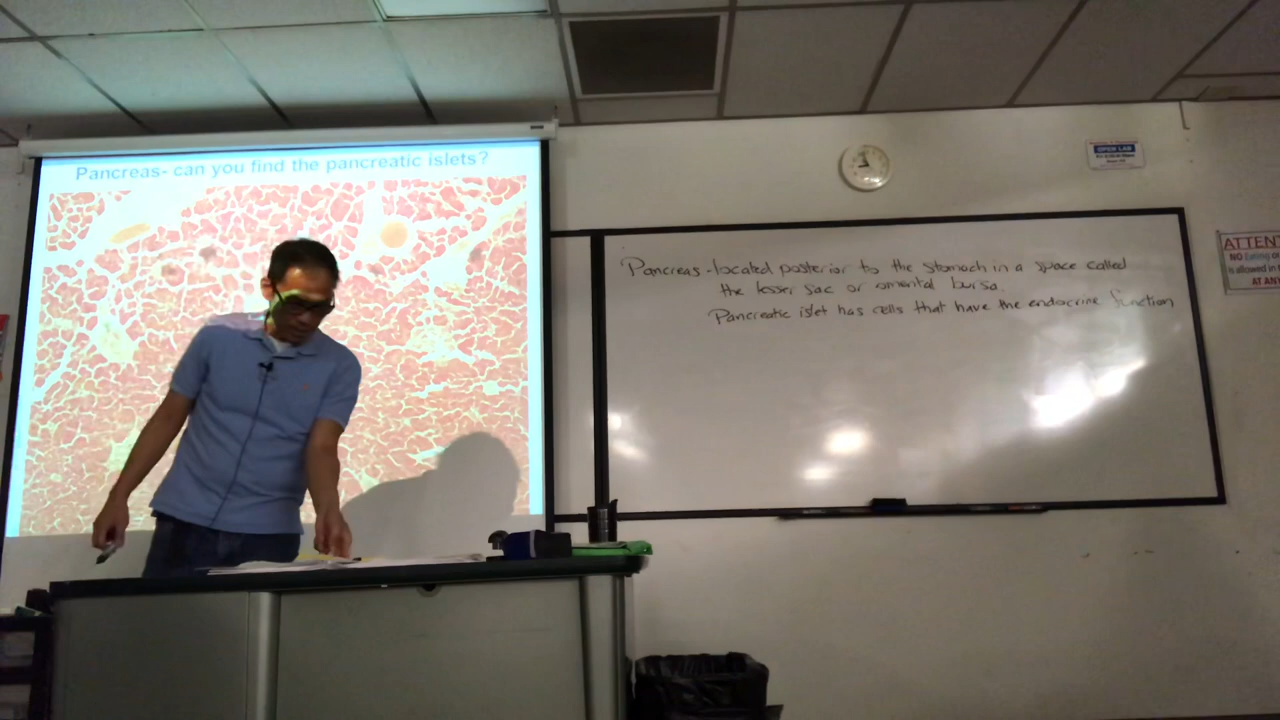 Pancreas- can you find the pancreatic islets?
OPEN LAB
Pancreas - located posterior to the stomach in a space called
the lesser sac or omental bursa.
Pancreatic islet has cells that have the endocrine function
ATTEN
NO Eating or
is allowed in
AT ANY